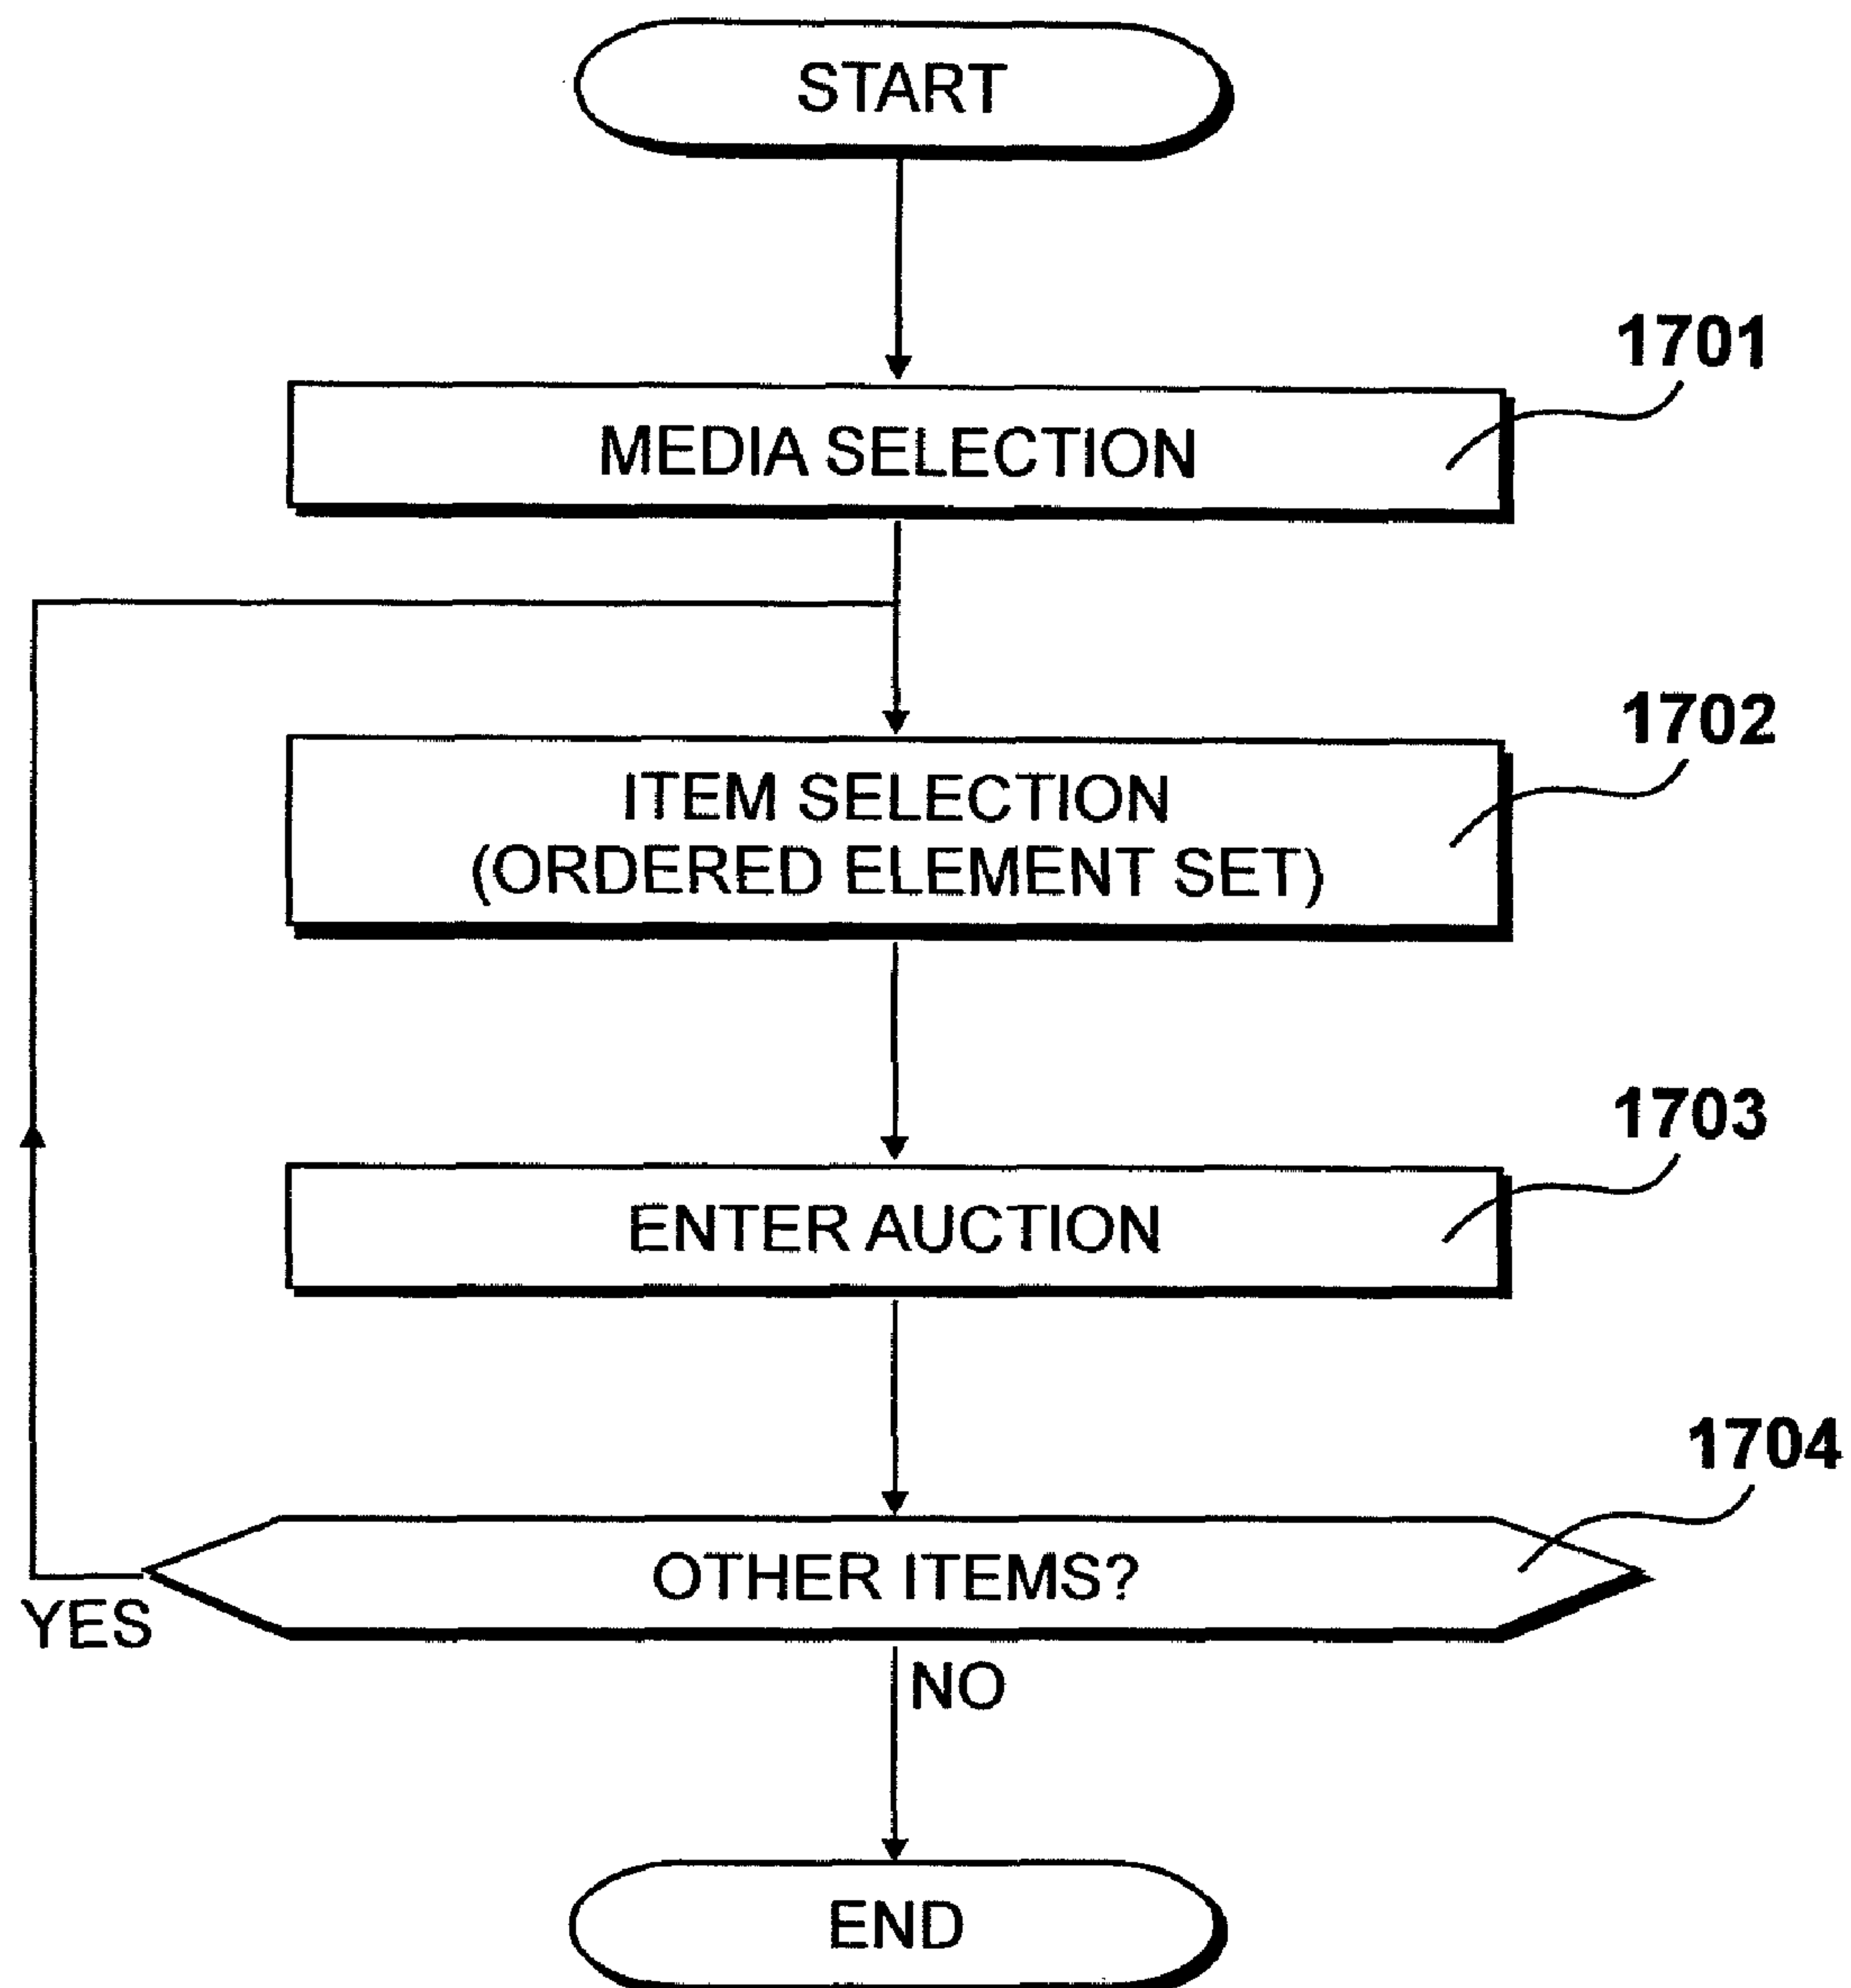 START
1701
MEDIA SELECTION
1702
ITEM SELECTION
(ORDERED ELEMENT SET)
1703
ENTER AUCTION
1704
OTHER ITEMS?
YES
NO
END